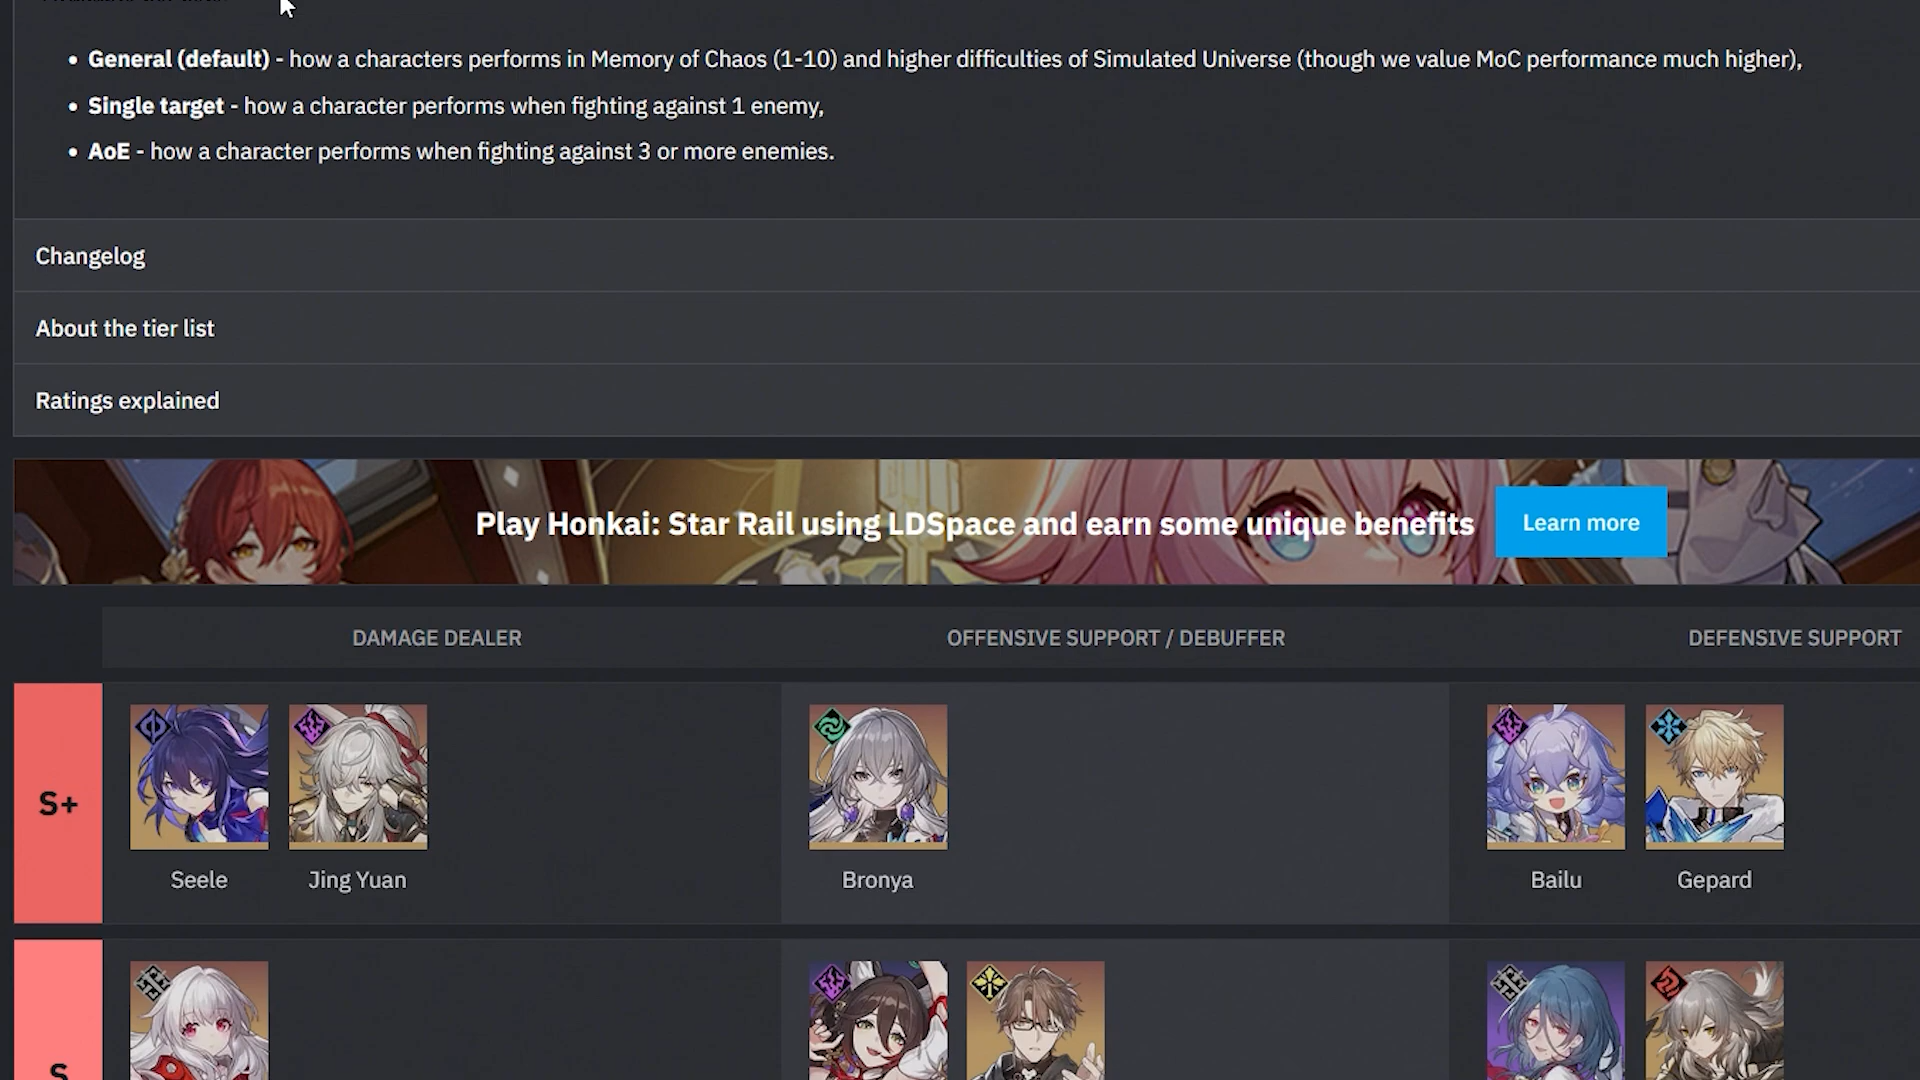 General (default) - how a characters performs in Memory of Chaos (1-10) and higher difficulties of Simulated Universe (though we value MoC performance much higher),
Single target - how a character performs when fighting against 1 enemy,
AoE - how a character performs when fighting against 3 or more enemies.
Changelog
About the tier list
Ratings explained
Play Honkai: Star Rail using LDSpace and earn some unique benefits
Learn more
DAMAGE DEALER
OFFENSIVE SUPPORT / DEBUFFER
DEFENSIVE SUPPORT
S+
Seele
Jing Yuan
Bronya
Bailu
Gepard
S